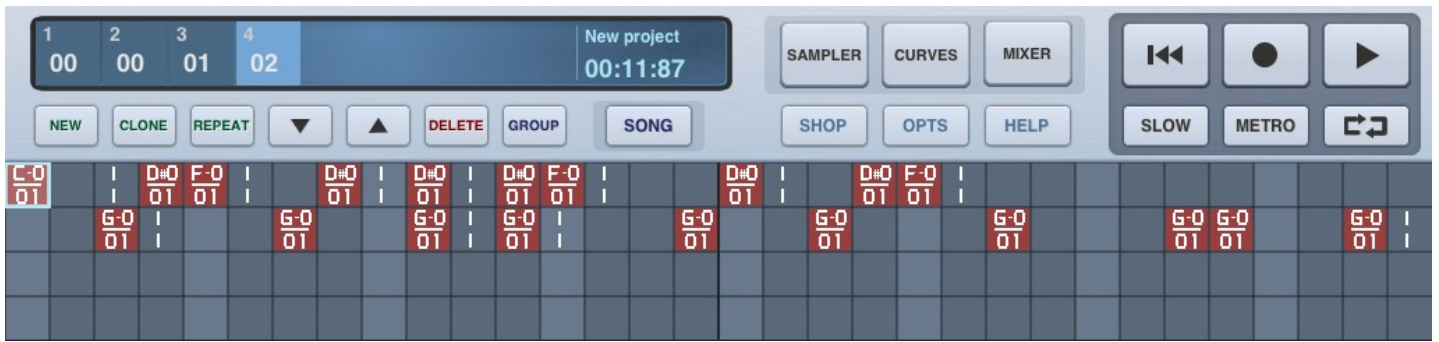 1 2 3 4 New project
00 00 01 02 00:11:87
SAMPLER CURVES MIXER
NEW CLONE REPEAT DELETE GROUP SONG SHOP OPTS HELP SLOW METRO
C-0 D#0 F-0 D#0 D#0 D#0 F-0 D#0 D#0 F-0
01 01 01 01 01 01 01 01 01 01
G-0 G-0 G-0 G-0 G-0 G-0 G-0 G-0 G-0 G-0
01 01 01 01 01 01 01 01 01 01